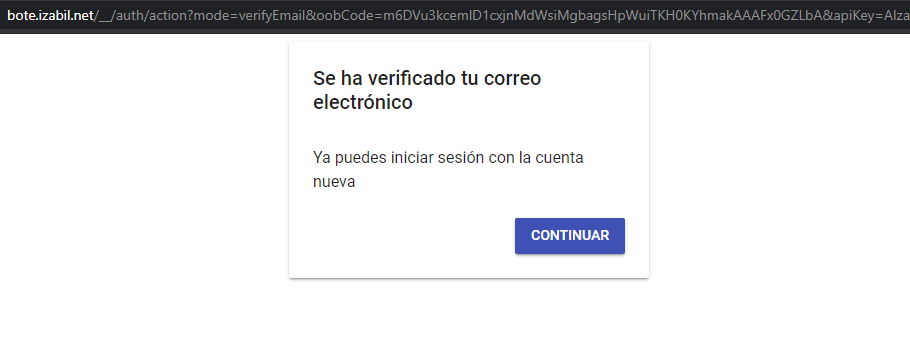 bote.izabil.net/__/auth/action?mode=verifyEmail&oobCode=m6DVu3kcemlD1cxjnMdWsiMgbagsHpWuiTKH0KYhmakAAAFx0GZLbA&apiKey=AIza
Se ha verificado tu correo
electrónico
Ya puedes iniciar sesión con la cuenta
nueva
CONTINUAR